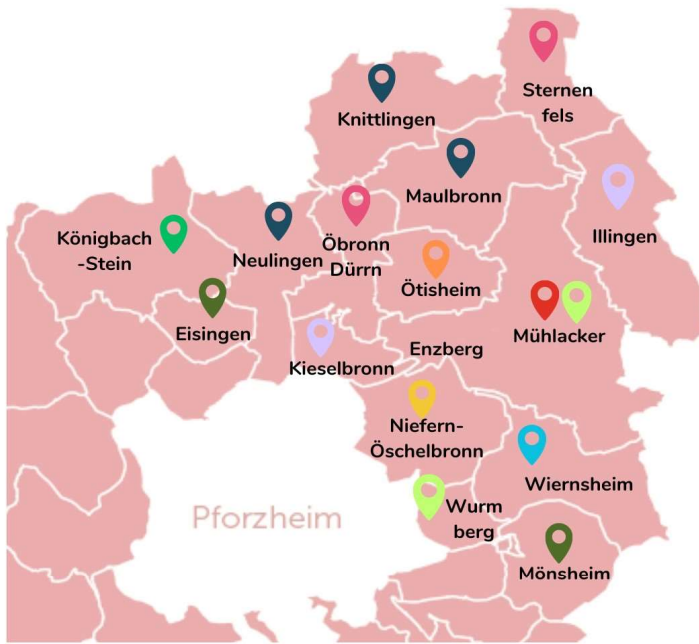 Sternen
fels
Knittlingen
Maulbronn
Illingen
Königbach
-Stein
Neulingen
Öbronn
Dürrn
Ötisheim
Eisingen
Mühlacker
Kieselbronn
Enzberg
Niefern-
Öschelbronn
Wiernsheim
Pforzheim
Wurm
berg
Mönsheim